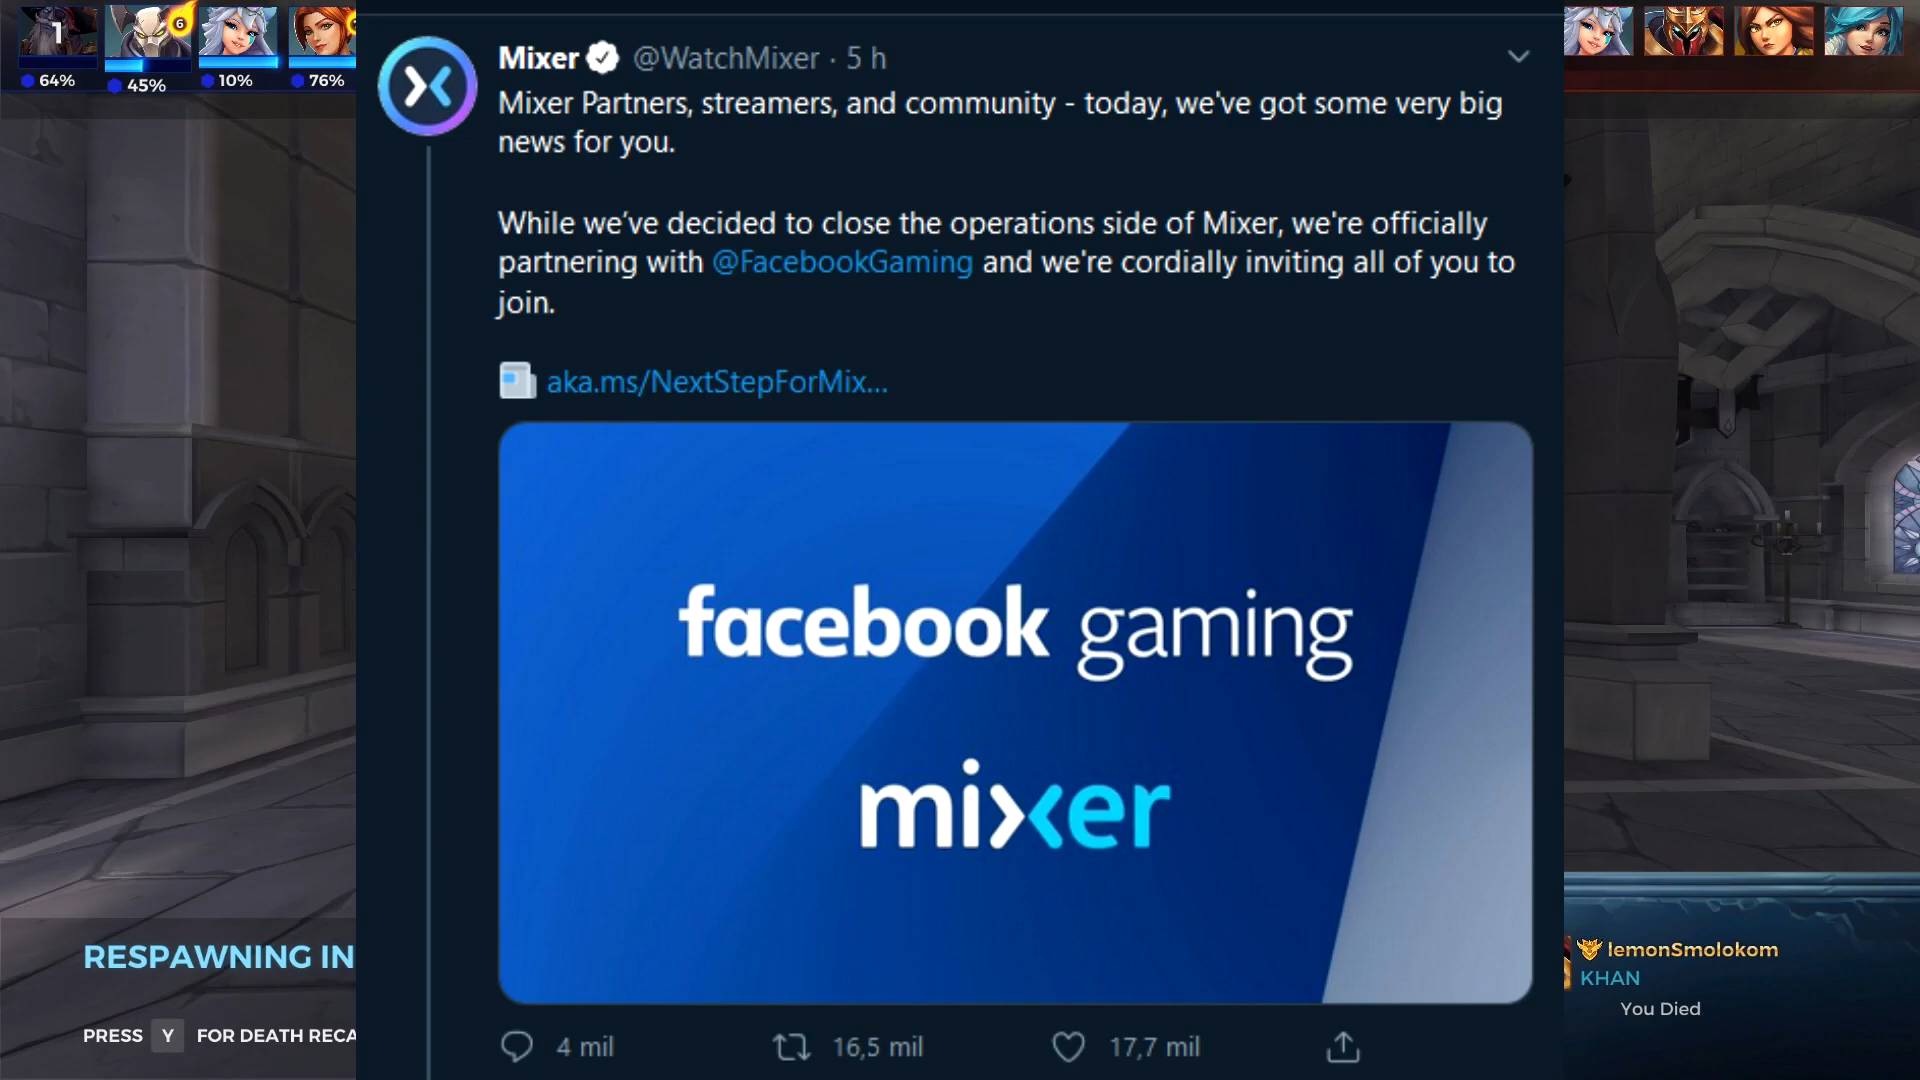 1
6
64%
45%
10%
76%
Mixer @WatchMixer · 5 h
Mixer Partners, streamers, and community - today, we've got some very big
news for you.
While we’ve decided to close the operations side of Mixer, we're officially
partnering with @FacebookGaming and we're cordially inviting all of you to
join.
aka.ms/NextStepForMix...
facebook gaming
mixer
4 mil
16,5 mil
17,7 mil
RESPAWNING IN
PRESS Y FOR DEATH RECA
lemonSmolokom
KHAN
You Died